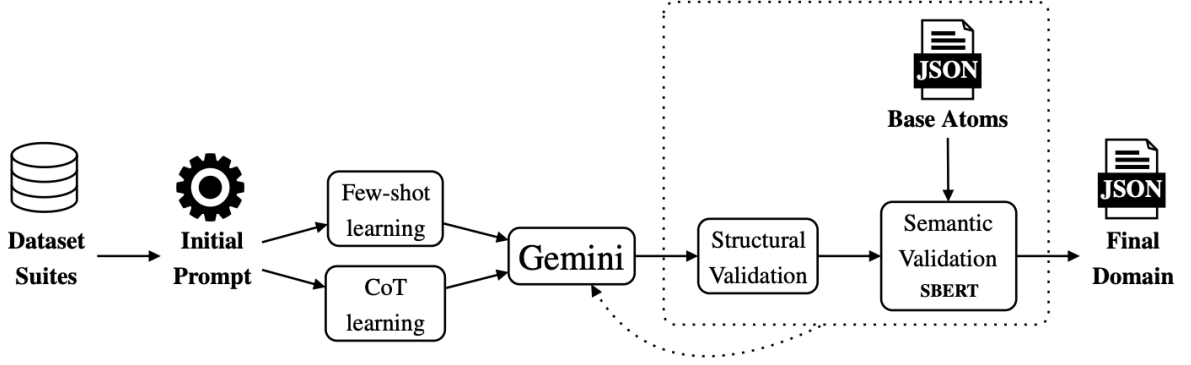 Dataset
Suites
Initial
Prompt
Few-shot
learning
CoT
learning
Gemini
Structural
Validation
JSON
Base Atoms
Semantic
Validation
SBERT
JSON
Final
Domain